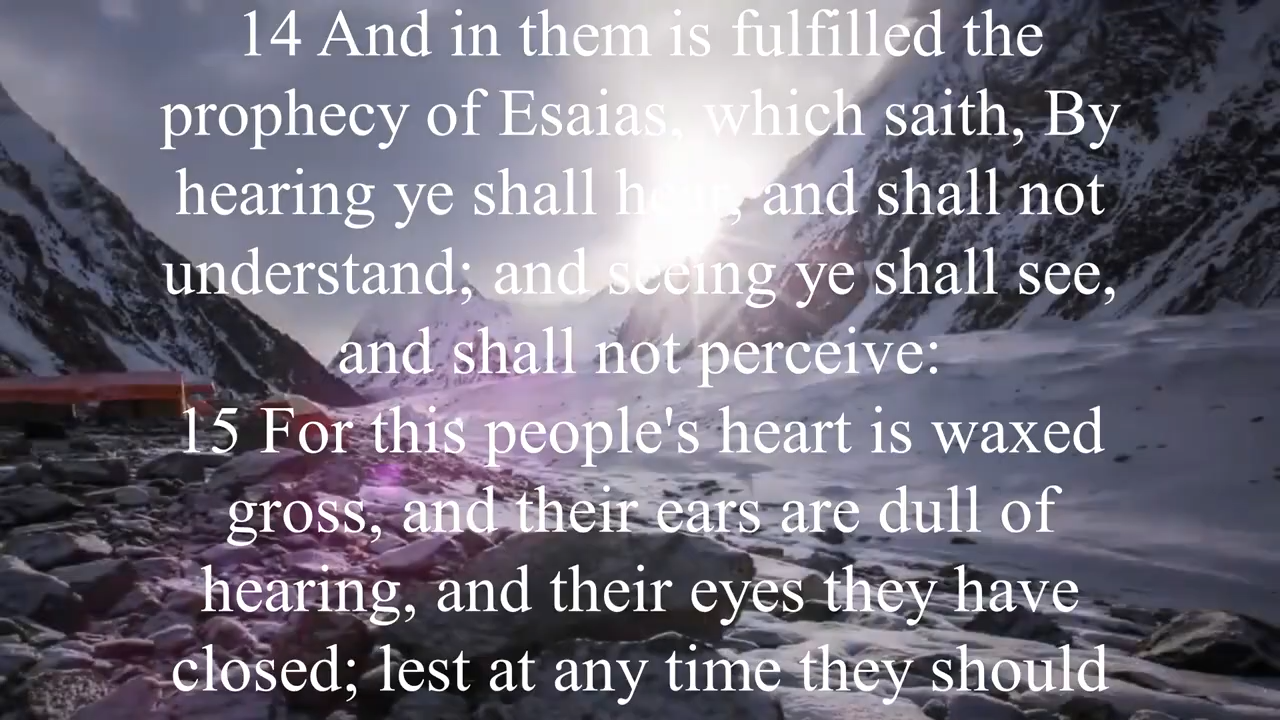 14 And in them is fulfilled the
prophecy of Esaias, which saith, By
hearing ye shall hear, and shall not
understand; and seeing ye shall see,
and shall not perceive:
15 For this people's heart is waxed
gross, and their ears are dull of
hearing, and their eyes they have
closed; lest at any time they should